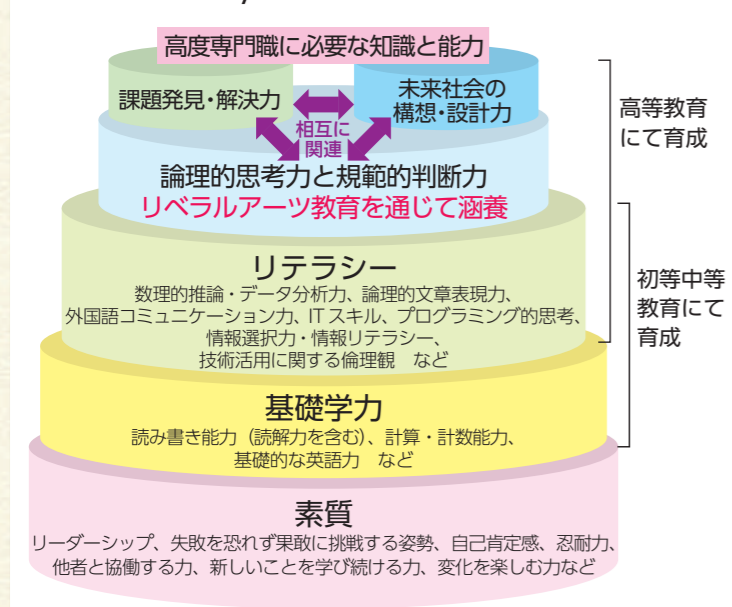 高度専門職に必要な知識と能力
課題発見・解決力
未来社会の
構想・設計力
相互に
関連
論理的思考力と規範的判断力
リベラルアーツ教育を通じて涵養
高等教育
にて育成
リテラシー
数理的推論・データ分析力、論理的文章表現力、
外国語コミュニケーション力、ITスキル、プログラミング的思考、
情報選択力・情報リテラシー、
技術活用に関する倫理観　など
初等中等
教育にて
育成
基礎学力
読み書き能力（読解力を含む）、計算・計数能力、
基礎的な英語力　など
素質
リーダーシップ、失敗を恐れず果敢に挑戦する姿勢、自己肯定感、忍耐力、
他者と協働する力、新しいことを学び続ける力、変化を楽しむ力など